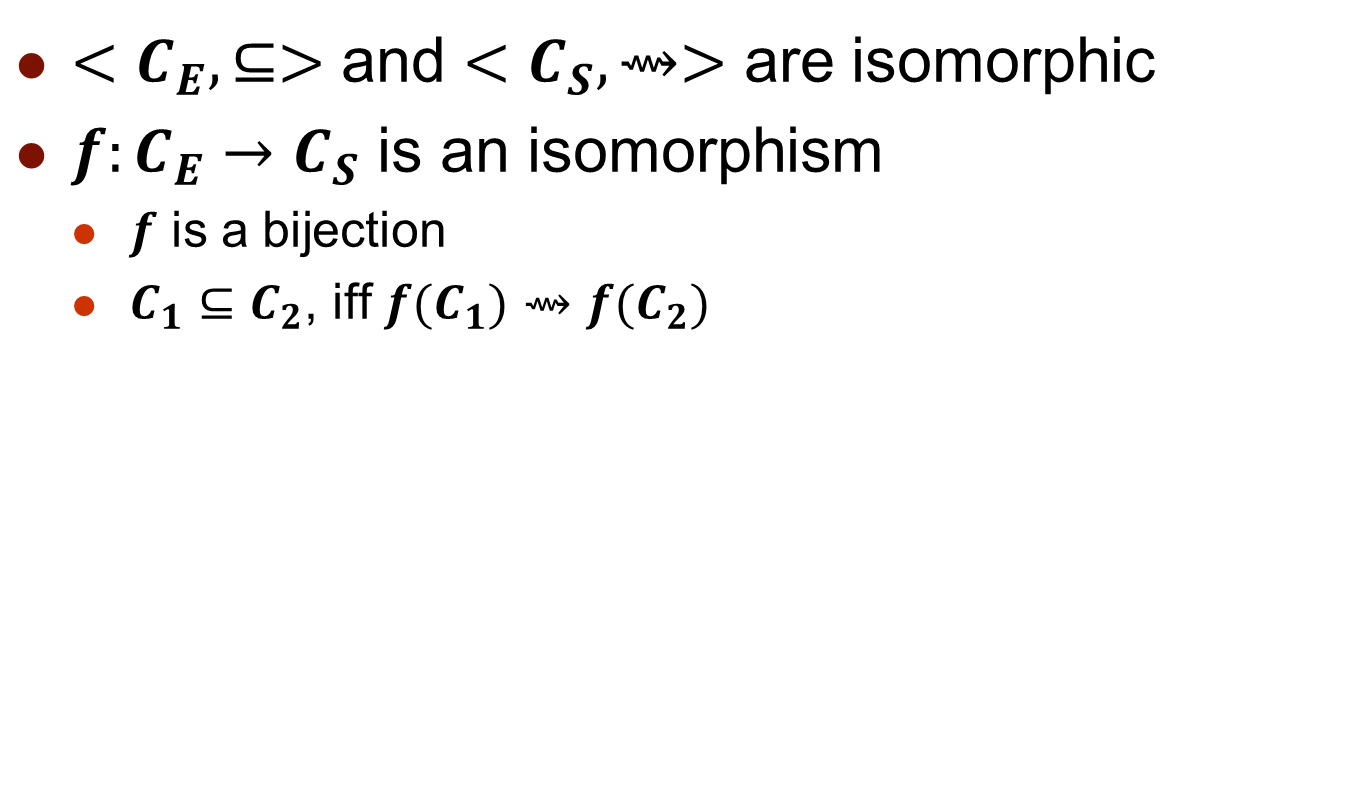 • < C_E, ⊆> and < C_S, ⇝> are isomorphic
• f: C_E → C_S is an isomorphism
• f is a bijection
• C_1 ⊆ C_2, iff f(C_1) ⇝ f(C_2)